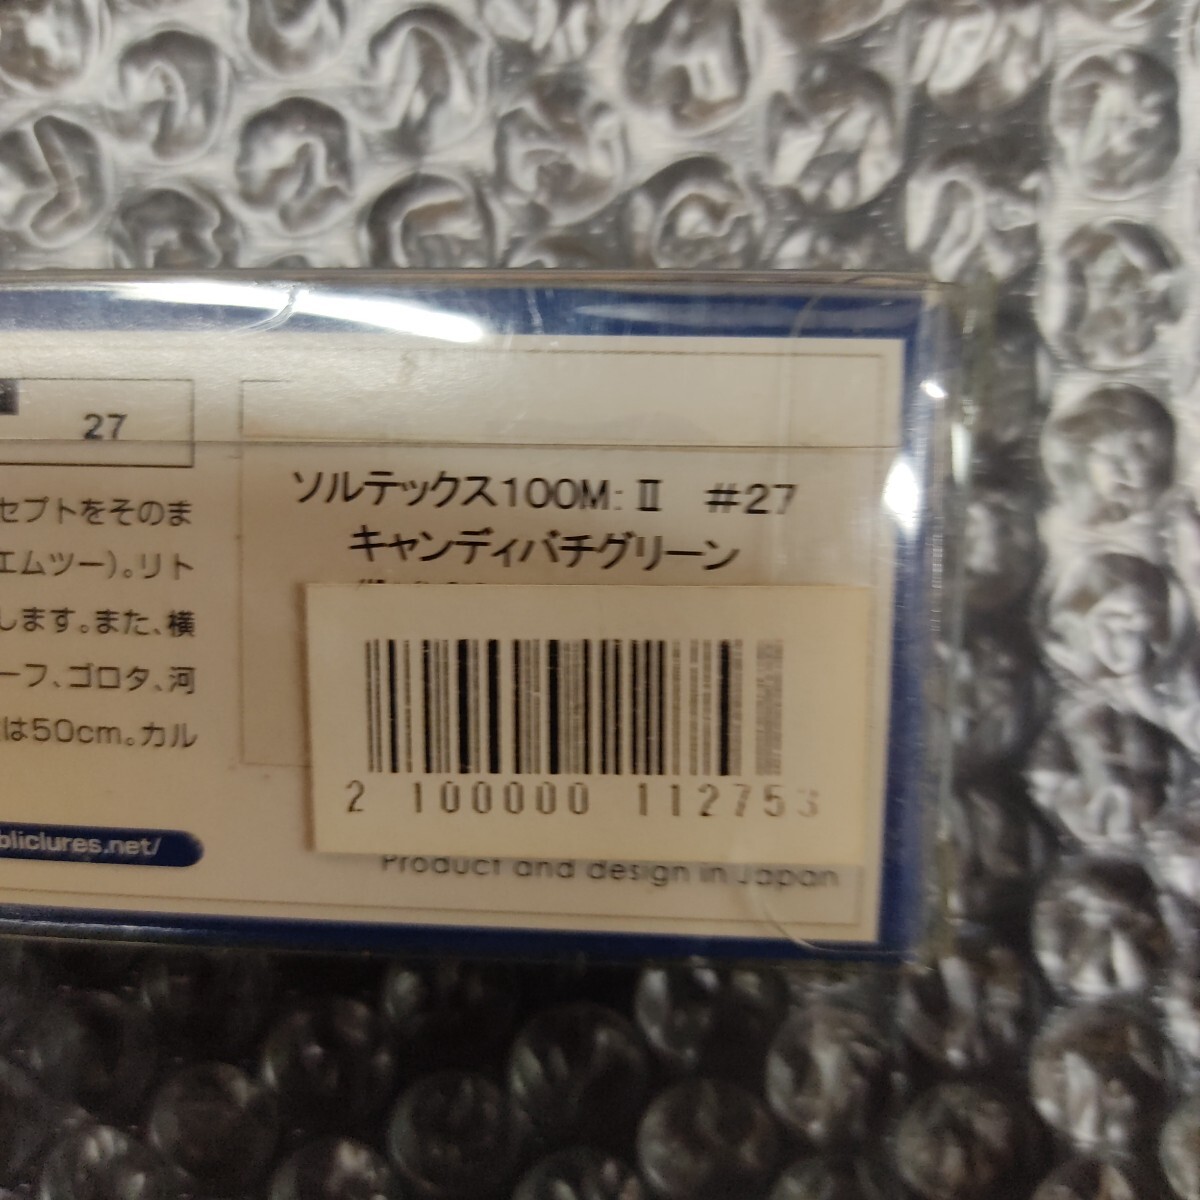 27
セプトをそのま
エムツー)。リト
します。また、横
ーフ、ゴロタ、河
は50cm。カル
bliclures.net/
ソルテックス100M:Ⅱ #27
キャンディバチグリーン
2 100000 112753
Product and design in Japan